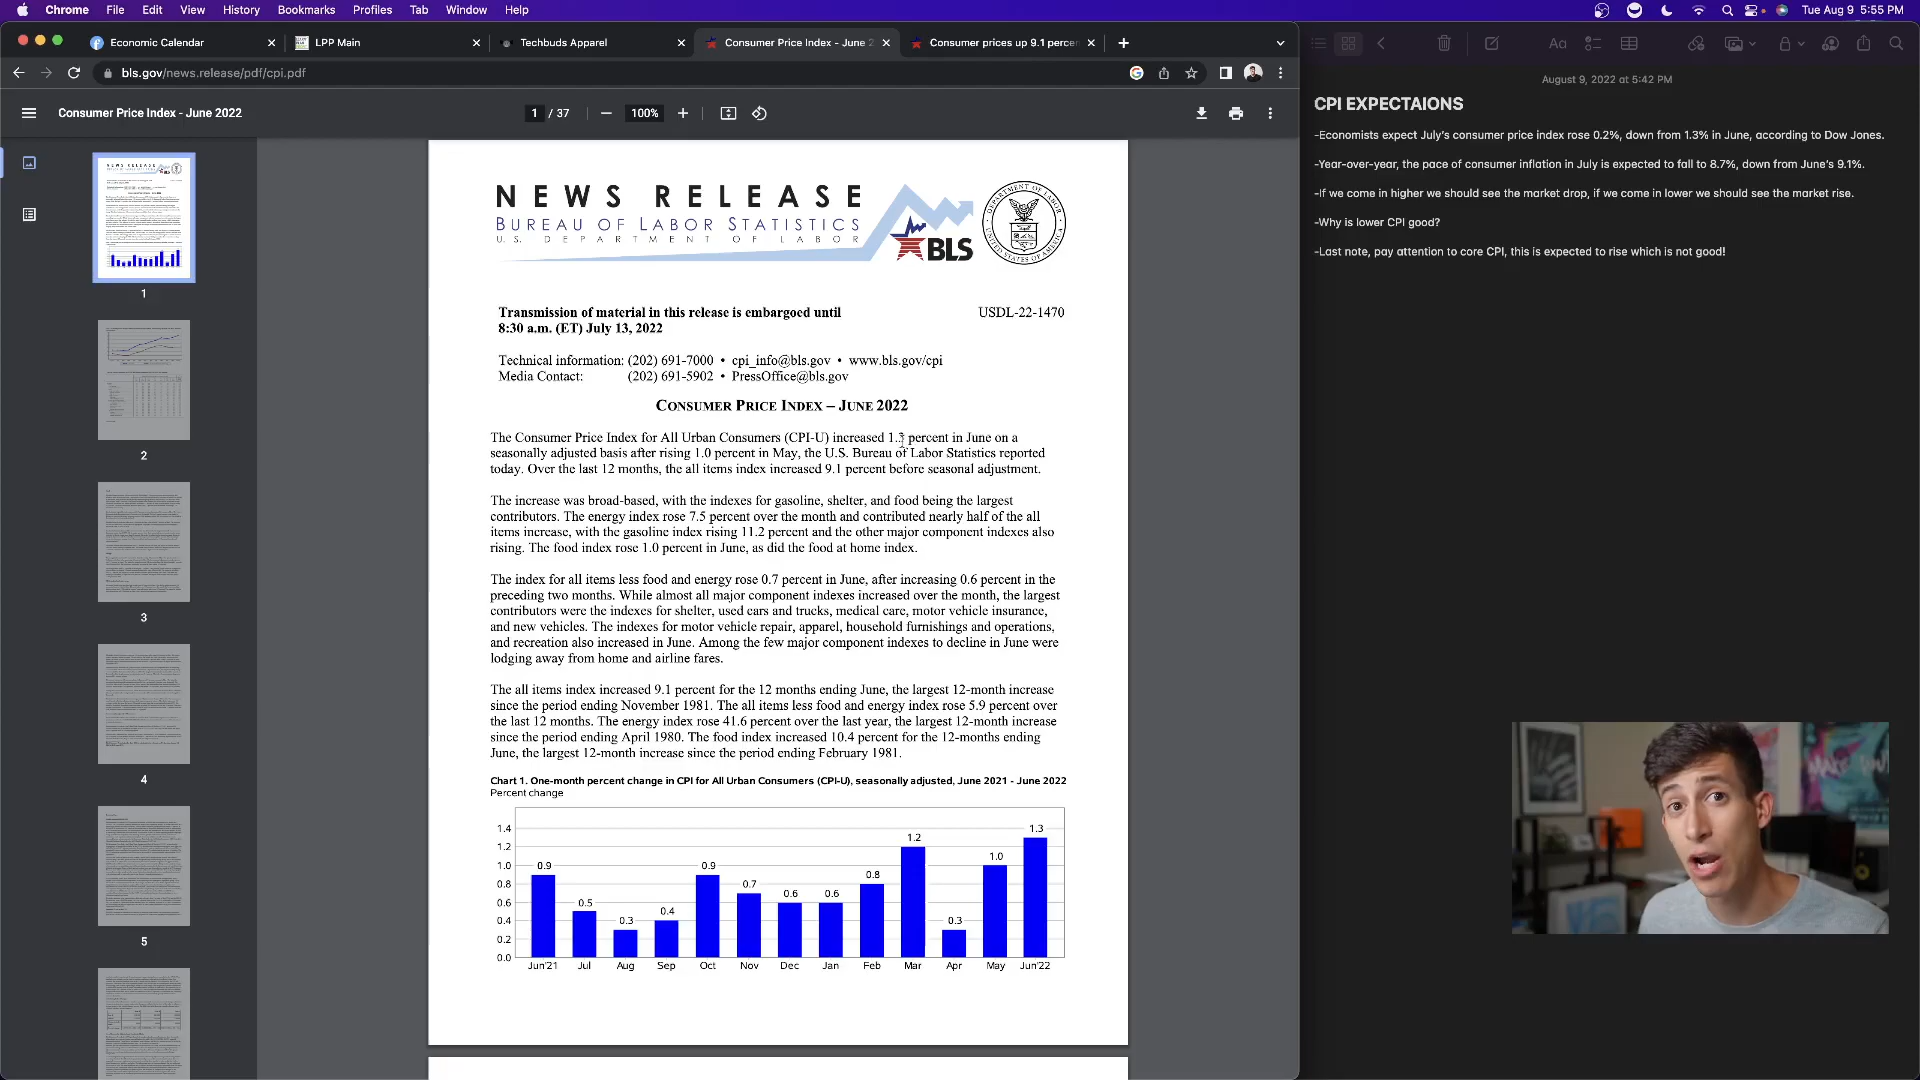 Chrome File Edit View History Bookmarks Profiles Tab Window Help
Tue Aug 9 5:55 PM
Economic Calendar
LPP Main
Techbuds Apparel
Consumer Price Index - June 2
Consumer prices up 9.1 percen
bls.gov/news.release/pdf/cpi.pdf
Consumer Price Index - June 2022
1 / 37
100%
1
2
3
4
5
NEWS RELEASE
BUREAU OF LABOR STATISTICS
U. S. DEPARTMENT OF LABOR
BLS
DEPARTMENT OF LABOR
UNITED STATES OF AMERICA
Transmission of material in this release is embargoed until
8:30 a.m. (ET) July 13, 2022
USDL-22-1470
Technical information: (202) 691-7000 • cpi_info@bls.gov • www.bls.gov/cpi
Media Contact: (202) 691-5902 • PressOffice@bls.gov
CONSUMER PRICE INDEX – JUNE 2022
The Consumer Price Index for All Urban Consumers (CPI-U) increased 1.3 percent in June on a
seasonally adjusted basis after rising 1.0 percent in May, the U.S. Bureau of Labor Statistics reported
today. Over the last 12 months, the all items index increased 9.1 percent before seasonal adjustment.
The increase was broad-based, with the indexes for gasoline, shelter, and food being the largest
contributors. The energy index rose 7.5 percent over the month and contributed nearly half of the all
items increase, with the gasoline index rising 11.2 percent and the other major component indexes also
rising. The food index rose 1.0 percent in June, as did the food at home index.
The index for all items less food and energy rose 0.7 percent in June, after increasing 0.6 percent in the
preceding two months. While almost all major component indexes increased over the month, the largest
contributors were the indexes for shelter, used cars and trucks, medical care, motor vehicle insurance,
and new vehicles. The indexes for motor vehicle repair, apparel, household furnishings and operations,
and recreation also increased in June. Among the few major component indexes to decline in June were
lodging away from home and airline fares.
The all items index increased 9.1 percent for the 12 months ending June, the largest 12-month increase
since the period ending November 1981. The all items less food and energy index rose 5.9 percent over
the last 12 months. The energy index rose 41.6 percent over the last year, the largest 12-month increase
since the period ending April 1980. The food index increased 10.4 percent for the 12-months ending
June, the largest 12-month increase since the period ending February 1981.
Chart 1. One-month percent change in CPI for All Urban Consumers (CPI-U), seasonally adjusted, June 2021 - June 2022
Percent change
1.4
1.2
1.0
0.8
0.6
0.4
0.2
0.0
0.9 0.5 0.3 0.4 0.9 0.7 0.6 0.6 0.8 1.2 0.3 1.0 1.3
Jun'21 Jul Aug Sep Oct Nov Dec Jan Feb Mar Apr May Jun'22
Aa
August 9, 2022 at 5:42 PM
CPI EXPECTAIONS
-Economists expect July's consumer price index rose 0.2%, down from 1.3% in June, according to Dow Jones.
-Year-over-year, the pace of consumer inflation in July is expected to fall to 8.7%, down from June's 9.1%.
-If we come in higher we should see the market drop, if we come in lower we should see the market rise.
-Why is lower CPI good?
-Last note, pay attention to core CPI, this is expected to rise which is not good!